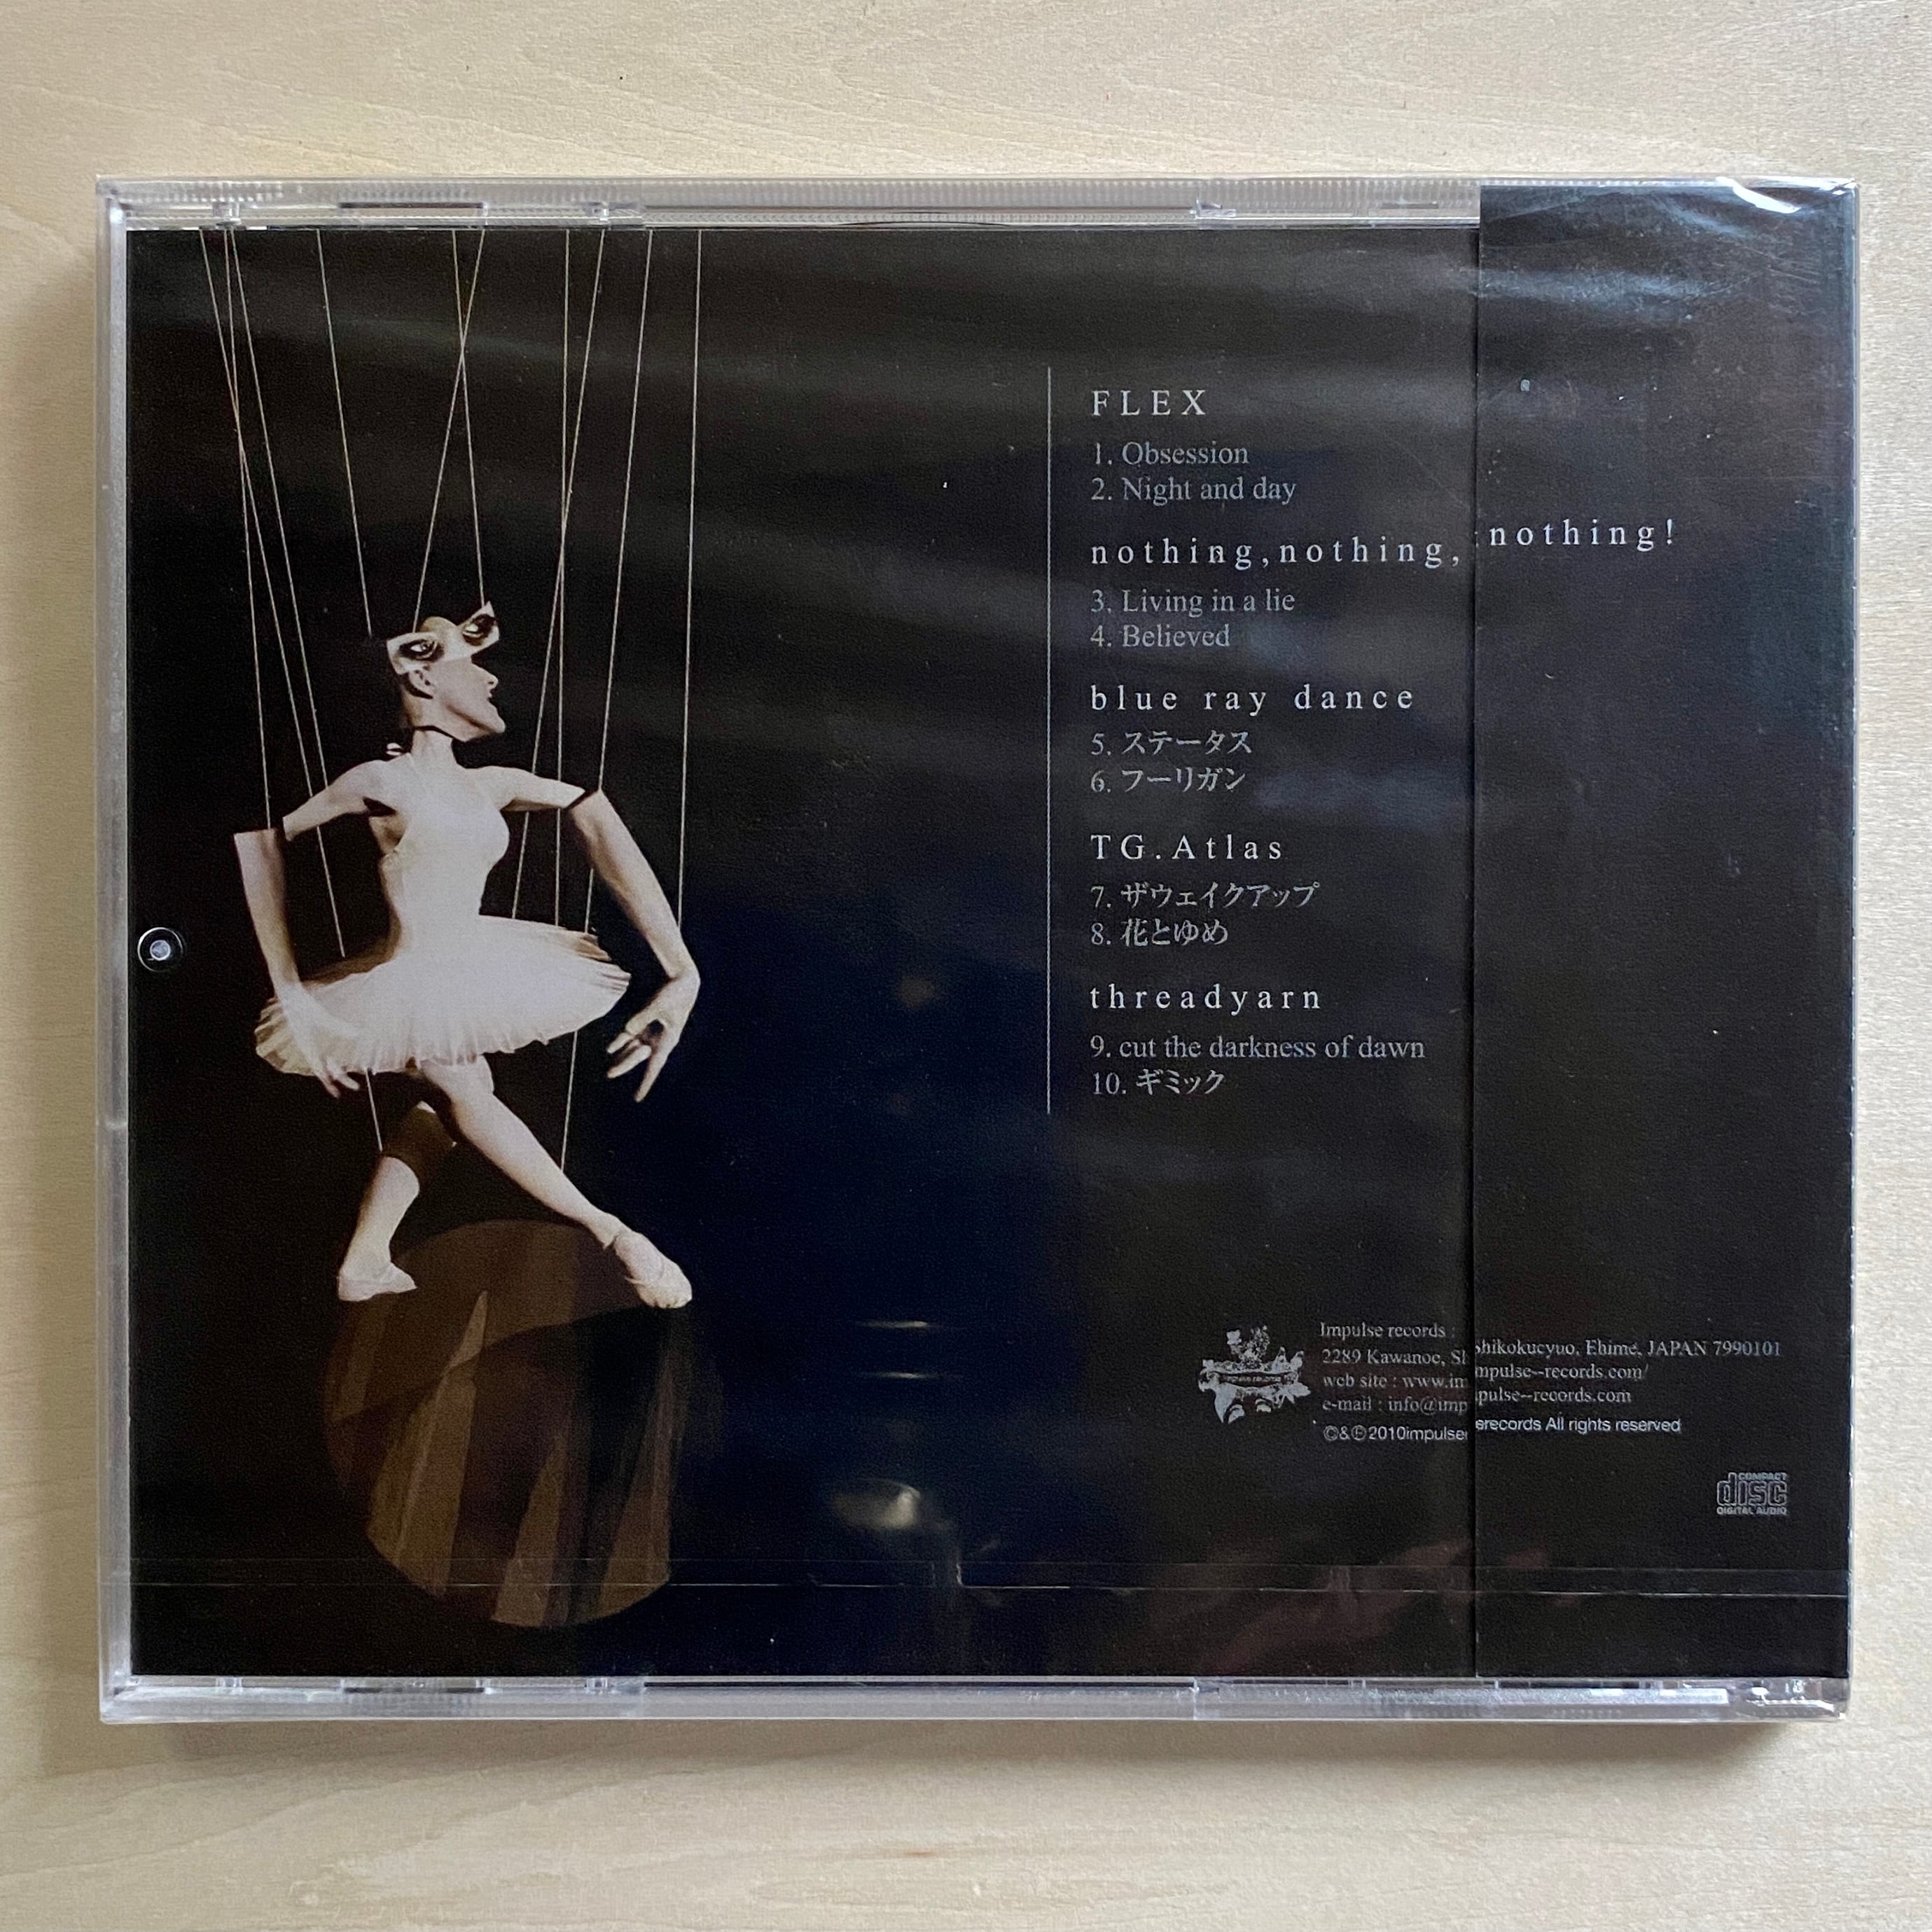 FLEX
1. Obsession
2. Night and day
nothing,nothing, nothing!
3. Living in a lie
4. Believed
blue ray dance
5. ステータス
6. フーリガン
TG.Atlas
7. ザウェイクアップ
8. 花とゆめ
threadyarn
9. cut the darkness of dawn
10. ギミック
Impulse records :
2289 Kawanoe, Shikokucyuo, Ehime, JAPAN 7990101
web site : www.impulse--records.com/
e-mail : info@impulse--records.com
©&Ⓟ2010impulserecords All rights reserved
COMPACT
disc
DIGITAL AUDIO